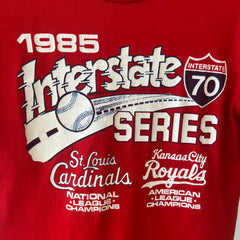 1985
Interstate
INTERSTATE
70
SERIES
St. Louis
Cardinals
NATIONAL
LEAGUE
CHAMPIONS
Kansas City
Royals
AMERICAN
LEAGUE
CHAMPIONS